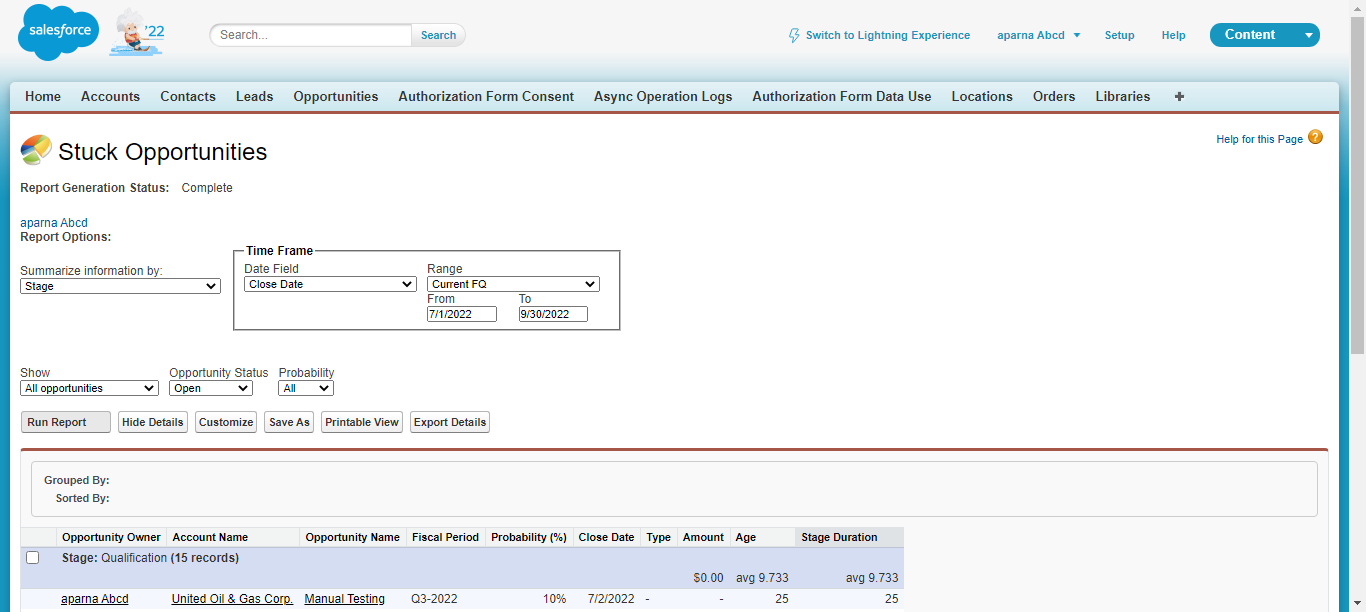 salesforce
'22
Search...
Search
Switch to Lightning Experience
aparna Abcd
Setup
Help
Content
Home Accounts Contacts Leads Opportunities Authorization Form Consent Async Operation Logs Authorization Form Data Use Locations Orders Libraries +
Stuck Opportunities
Help for this Page ?
Report Generation Status: Complete
aparna Abcd
Report Options:
Time Frame
Summarize information by:
Date Field Range
Stage
Close Date Current FQ
From To
7/1/2022 9/30/2022
Show Opportunity Status Probability
All opportunities Open All
Run Report Hide Details Customize Save As Printable View Export Details
Grouped By:
Sorted By:
Opportunity Owner Account Name Opportunity Name Fiscal Period Probability (%) Close Date Type Amount Age Stage Duration
Stage: Qualification (15 records)
$0.00 avg 9.733 avg 9.733
aparna Abcd United Oil & Gas Corp. Manual Testing Q3-2022 10% 7/2/2022 - - 25 25